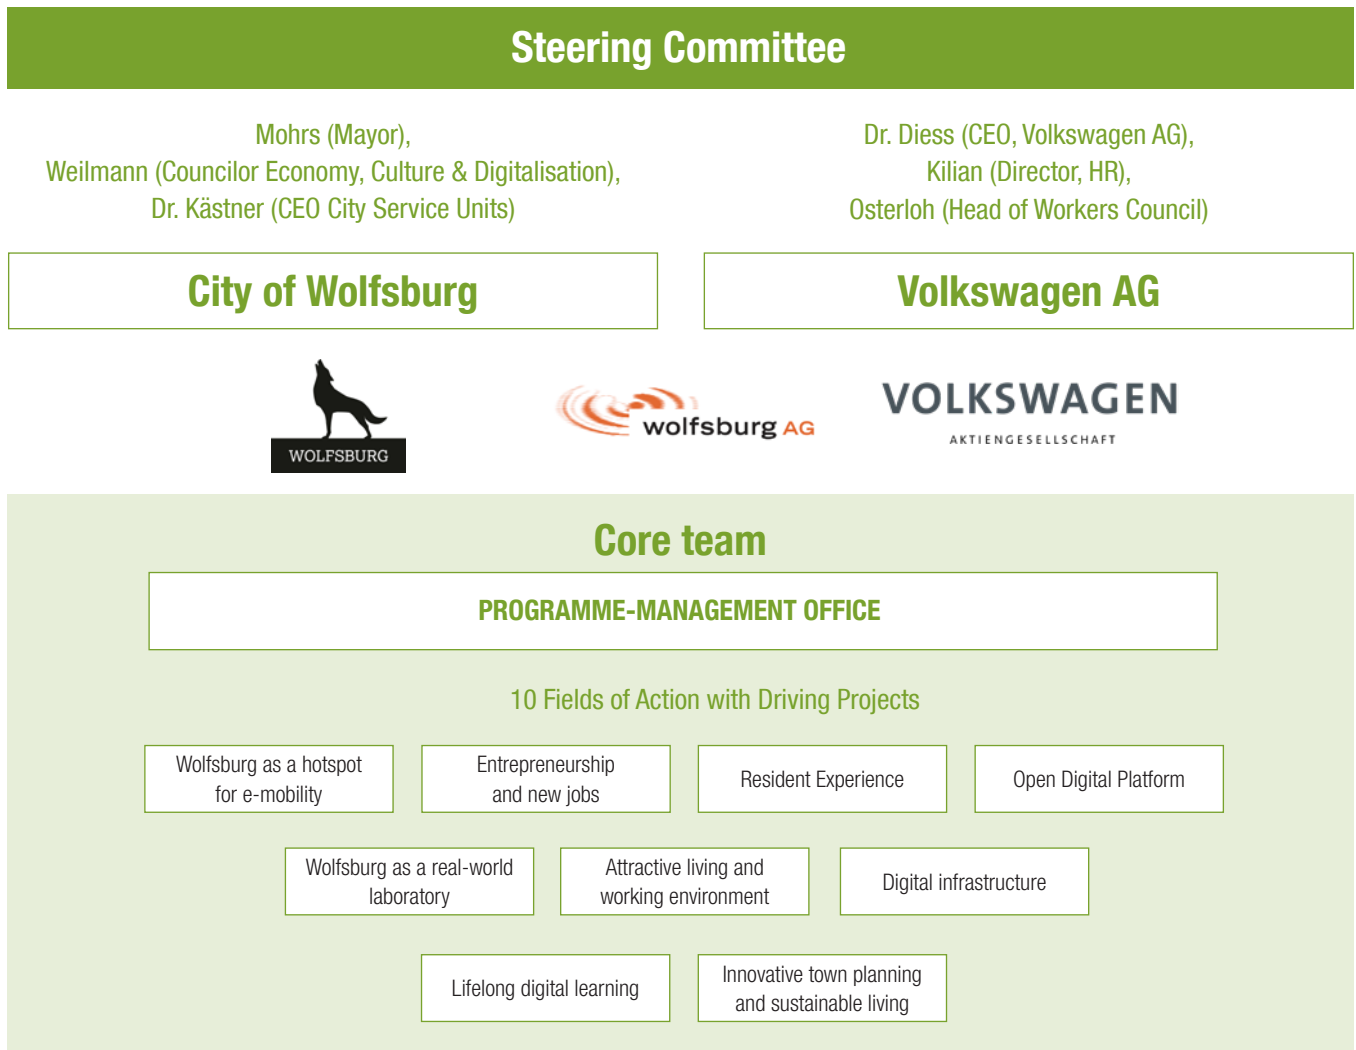 Steering Committee
Mohrs (Mayor),
Weilmann (Councilor Economy, Culture & Digitalisation),
Dr. Kästner (CEO City Service Units)
Dr. Diess (CEO, Volkswagen AG),
Kilian (Director, HR),
Osterloh (Head of Workers Council)
City of Wolfsburg
Volkswagen AG
WOLFSBURG
wolfsburg AG
VOLKSWAGEN
AKTIENGESELLSCHAFT
Core team
PROGRAMME-MANAGEMENT OFFICE
10 Fields of Action with Driving Projects
Wolfsburg as a hotspot
for e-mobility
Entrepreneurship
and new jobs
Resident Experience
Open Digital Platform
Wolfsburg as a real-world
laboratory
Attractive living and
working environment
Digital infrastructure
Lifelong digital learning
Innovative town planning
and sustainable living